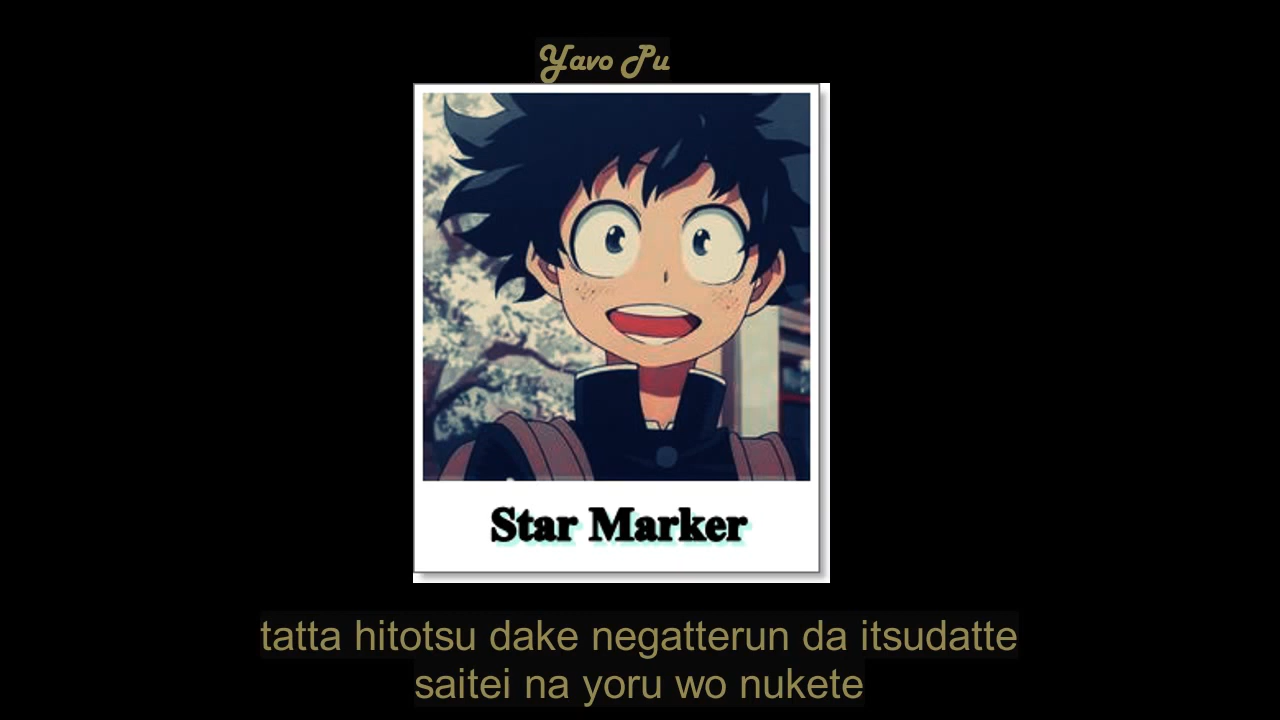 Yavo Pu
Star Marker
tatta hitotsu dake negatterun da itsudatte
saitei na yoru wo nukete